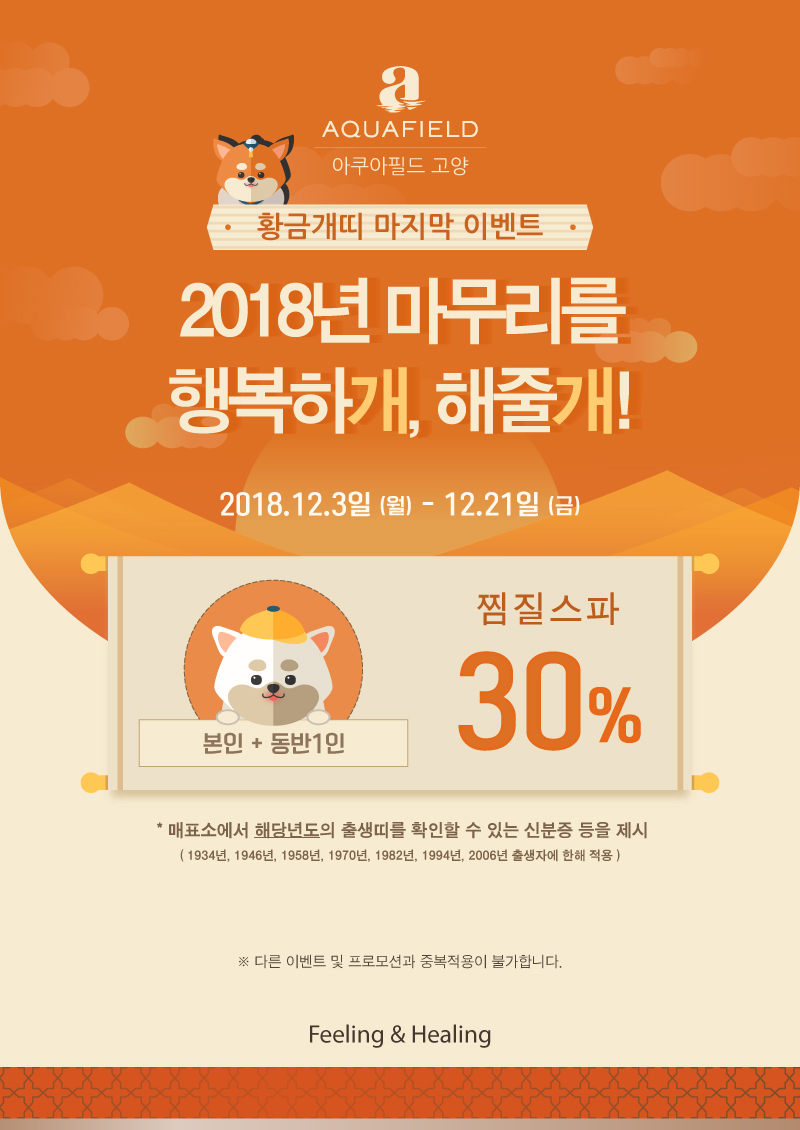 a
AQUAFIELD
아쿠아필드 고양
황금개띠 마지막 이벤트
2018년 마무리를
행복하개, 해줄개!
2018.12.3일 (월) - 12.21일 (금)
찜질스파
30%
본인 + 동반1인
* 매표소에서 해당년도의 출생띠를 확인할 수 있는 신분증 등을 제시
( 1934년, 1946년, 1958년, 1970년, 1982년, 1994년, 2006년 출생자에 한해 적용 )
※ 다른 이벤트 및 프로모션과 중복적용이 불가합니다.
Feeling & Healing